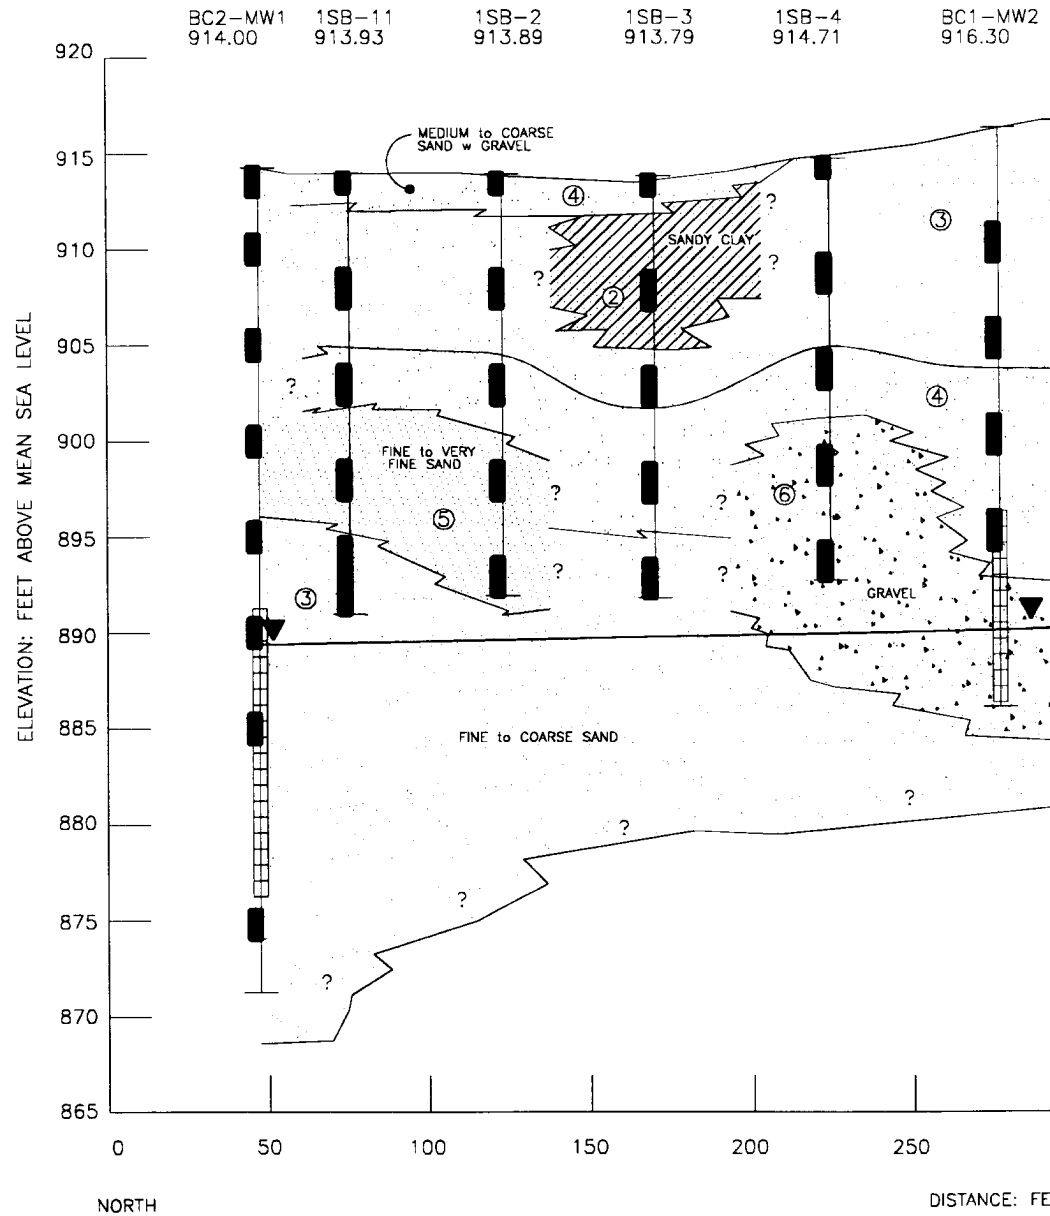 BC2-MW1 1SB-11 1SB-2 1SB-3 1SB-4 BC1-MW2
914.00 913.93 913.89 913.79 914.71 916.30
920
MEDIUM to COARSE
SAND w GRAVEL
915
④
?
③
910
SANDY CLAY
?
?
②
905
?
④
900
FINE to VERY
FINE SAND
?
?
⑥
⑤
895
?
?
GRAVEL
③
890
885
FINE to COARSE SAND
?
880
?
?
875
?
870
865
0 50 100 150 200 250
ELEVATION: FEET ABOVE MEAN SEA LEVEL
NORTH
DISTANCE: FE